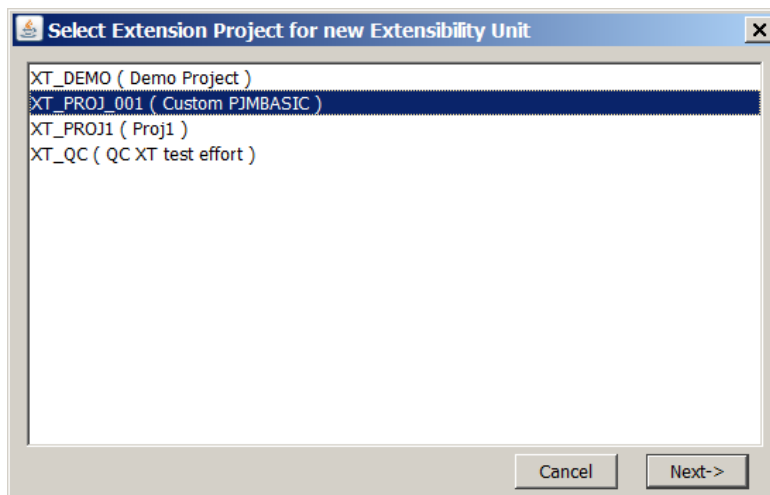 Select Extension Project for new Extensibility Unit
XT_DEMO ( Demo Project )
XT_PROJ_001 ( Custom PJMBASIC )
XT_PROJ1 ( Proj1 )
XT_QC ( QC XT test effort )
Cancel
Next->